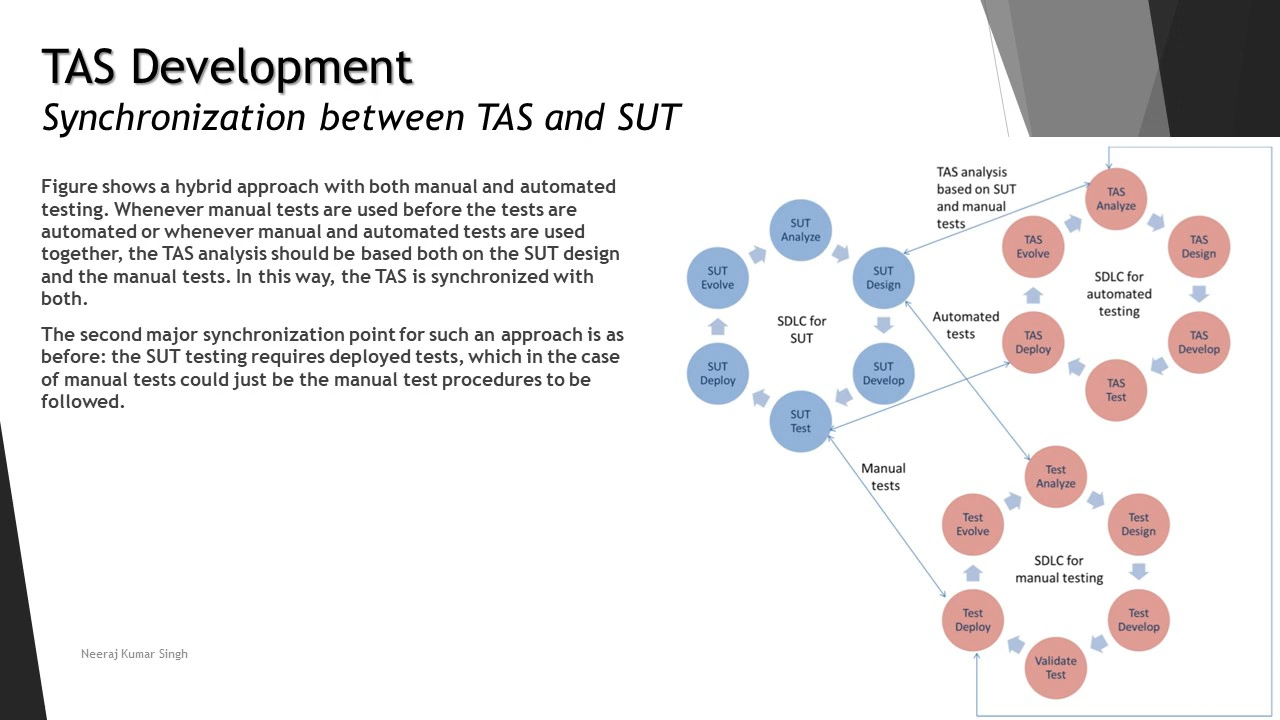 TAS Development
Synchronization between TAS and SUT
Figure shows a hybrid approach with both manual and automated
testing. Whenever manual tests are used before the tests are
automated or whenever manual and automated tests are used
together, the TAS analysis should be based both on the SUT design
and the manual tests. In this way, the TAS is synchronized with
both.
The second major synchronization point for such an approach is as
before: the SUT testing requires deployed tests, which in the case
of manual tests could just be the manual test procedures to be
followed.
Neeraj Kumar Singh
SUT
Analyze
SUT
Design
SUT
Develop
SUT
Test
SUT
Deploy
SUT
Evolve
SDLC for
SUT
TAS analysis
based on SUT
and manual
tests
Automated
tests
Manual
tests
TAS
Analyze
TAS
Design
TAS
Develop
TAS
Test
TAS
Deploy
TAS
Evolve
SDLC for
automated
testing
Test
Analyze
Test
Design
Test
Develop
Validate
Test
Test
Deploy
Test
Evolve
SDLC for
manual testing